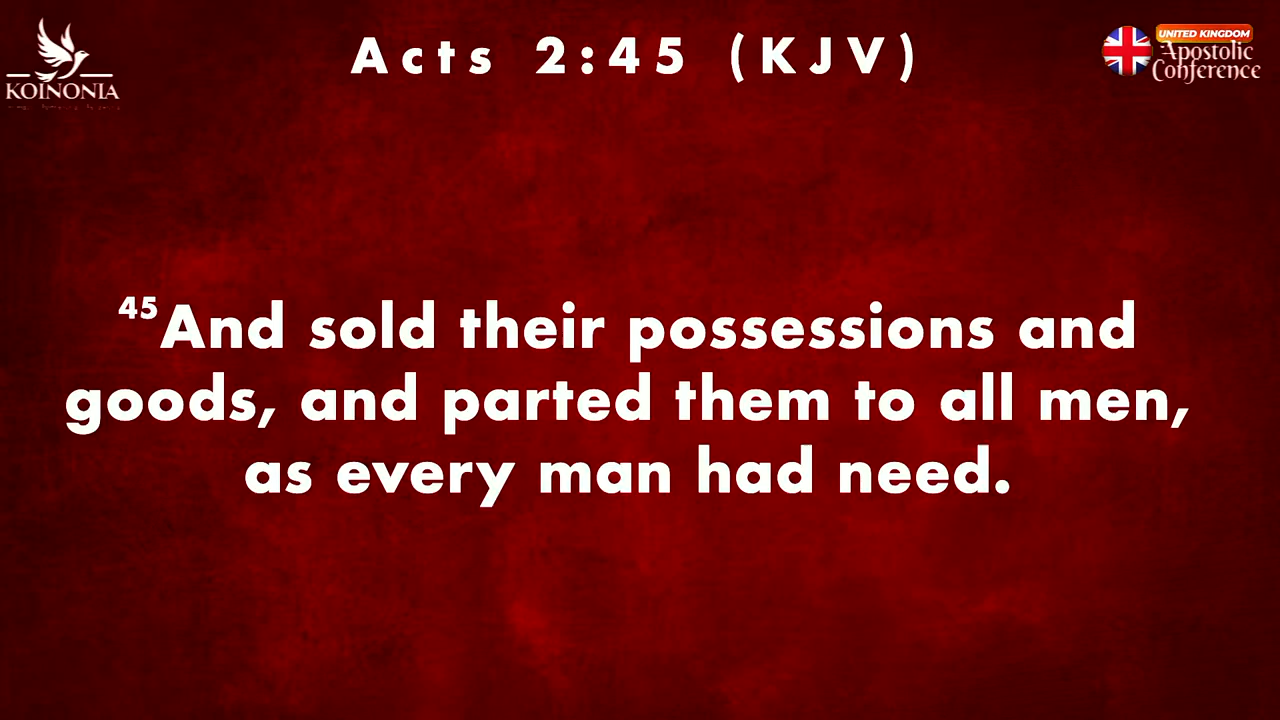 Acts 2:45 (KJV)
KOINONIA
UNITED KINGDOM
Apostolic
Conference
45And sold their possessions and
goods, and parted them to all men,
as every man had need.